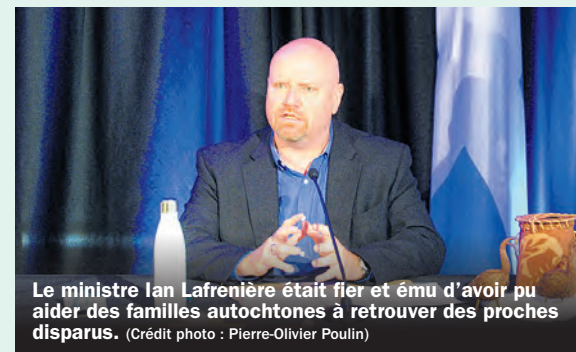 Le ministre Ian Lafrenière était fier et ému d’avoir pu
aider des familles autochtones à retrouver des proches
disparus. (Crédit photo : Pierre-Olivier Poulin)